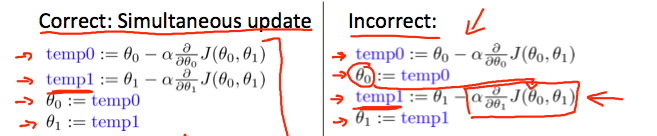 Correct: Simultaneous update
temp0 := θ₀ − α ∂/∂θ₀ J(θ₀, θ₁)
temp1 := θ₁ − α ∂/∂θ₁ J(θ₀, θ₁)
θ₀ := temp0
θ₁ := temp1
Incorrect:
temp0 := θ₀ − α ∂/∂θ₀ J(θ₀, θ₁)
θ₀ := temp0
temp1 := θ₁ − α ∂/∂θ₁ J(θ₀, θ₁)
θ₁ := temp1